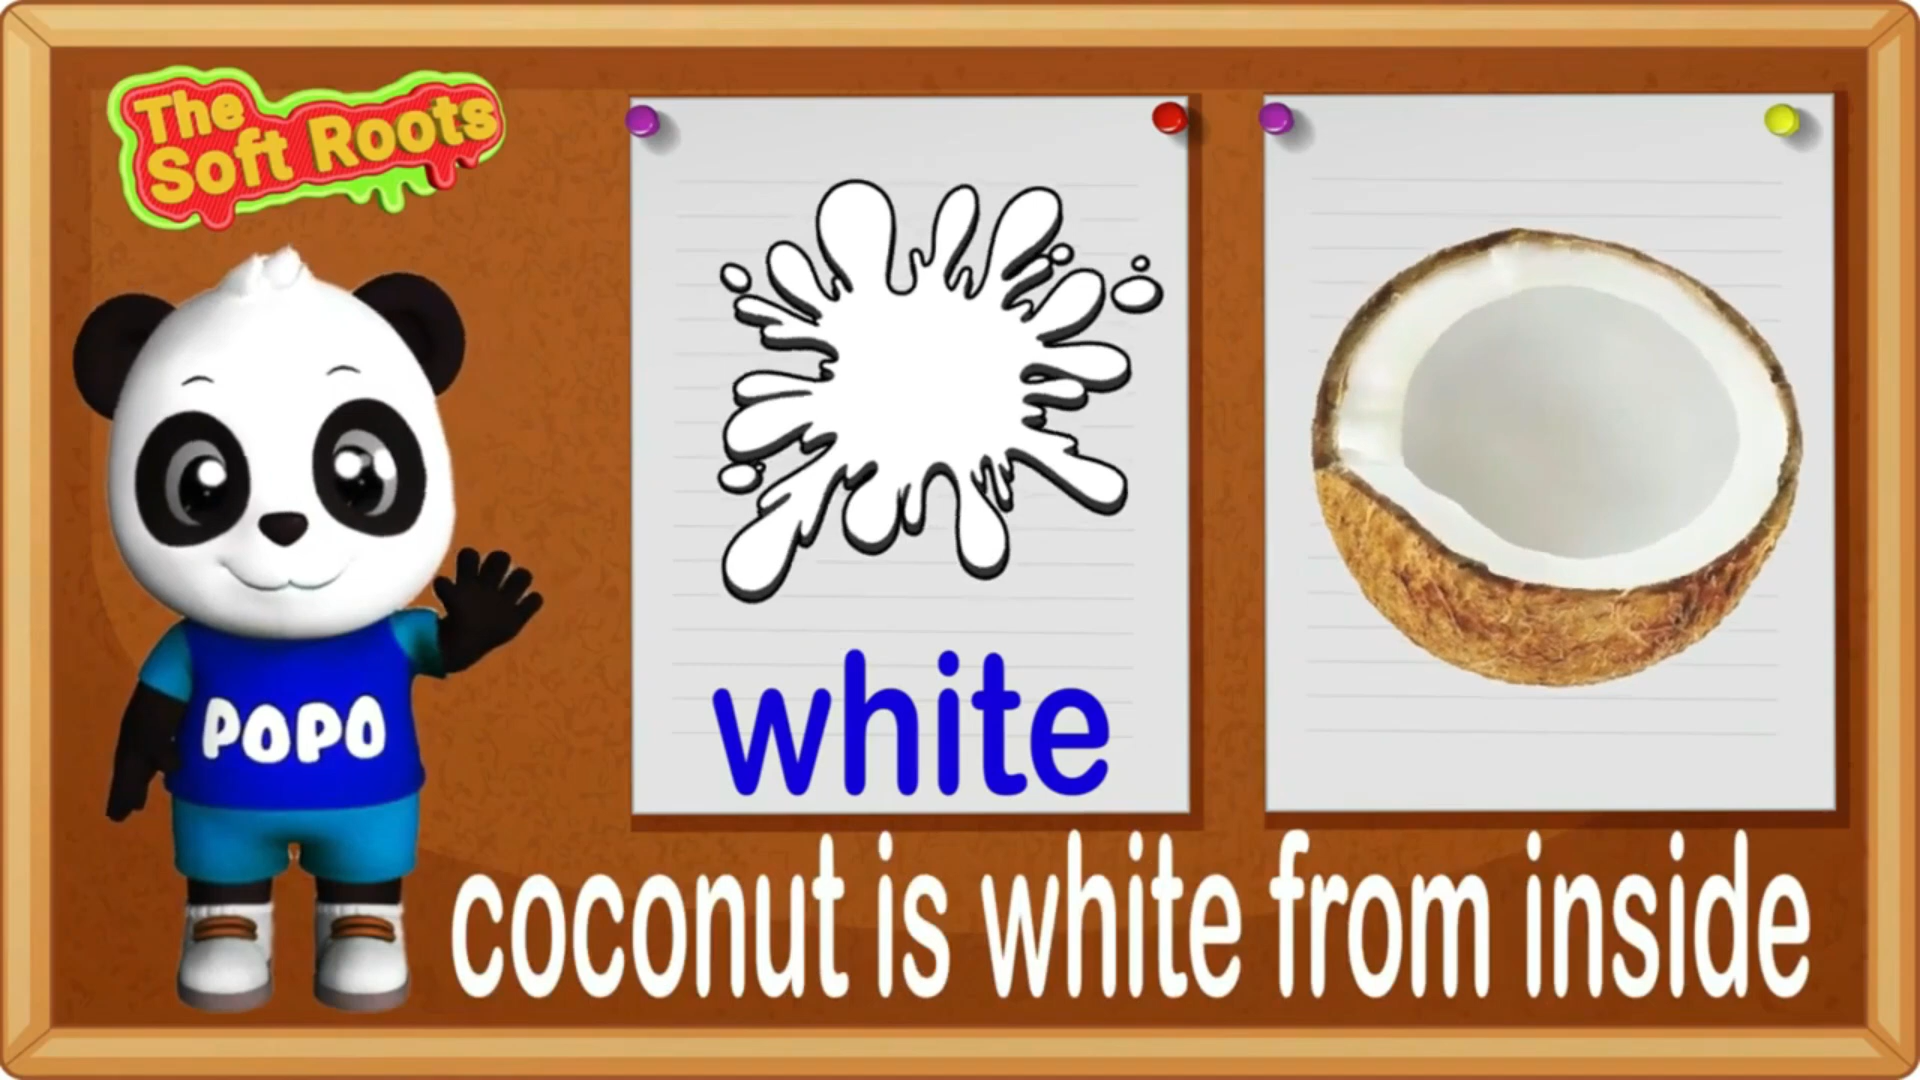 The
Soft Roots
POPO
white
coconut is white from inside